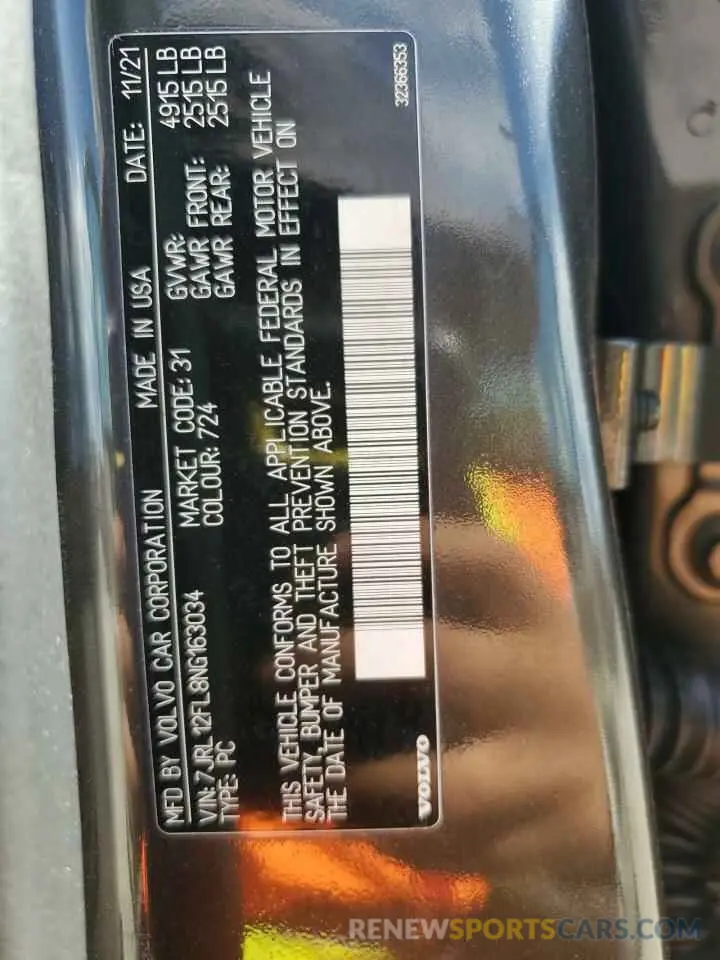 MFD BY VOLVO CAR CORPORATION MADE IN USA DATE: 11/21
VIN: 7JRL12FL8NG163034 MARKET CODE: 31 GVWR: 4915 LB
TYPE: PC COLOUR: 724 GAWR FRONT: 2515 LB
GAWR REAR: 2515 LB
THIS VEHICLE CONFORMS TO ALL APPLICABLE FEDERAL MOTOR VEHICLE
SAFETY, BUMPER AND THEFT PREVENTION STANDARDS IN EFFECT ON
THE DATE OF MANUFACTURE SHOWN ABOVE.
VOLVO 32366353
RENEWSPORTSCARS.COM